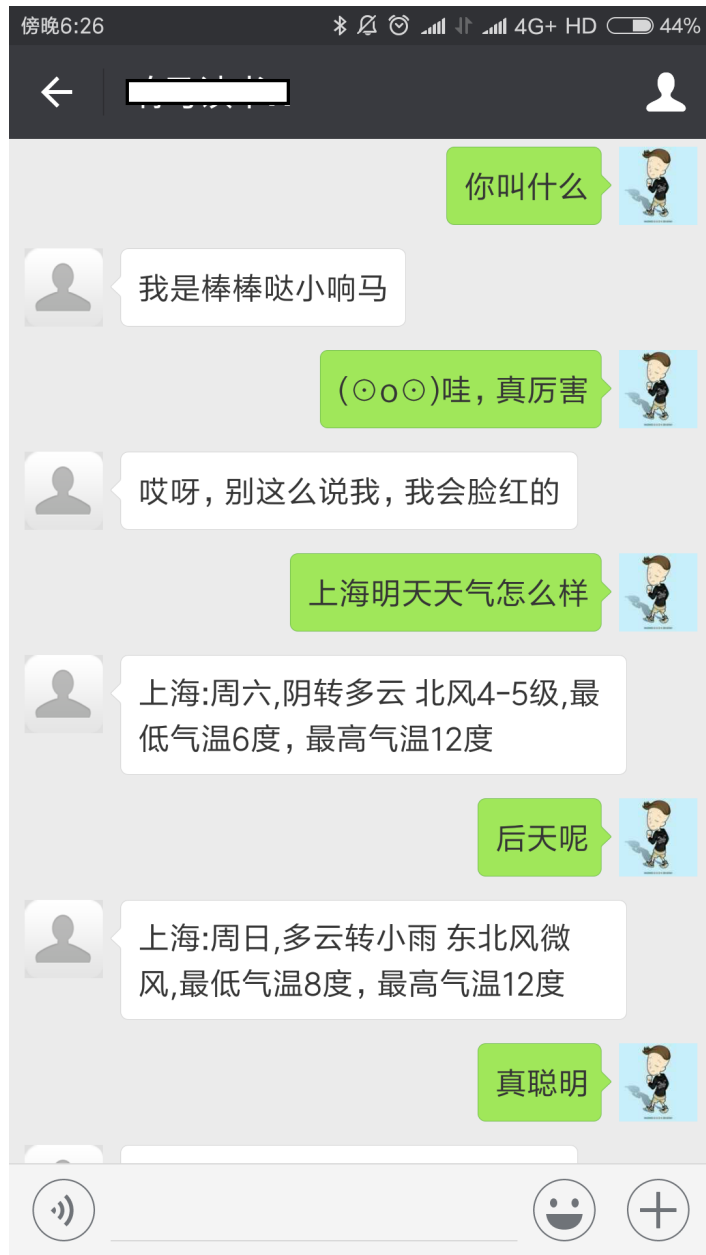 傍晚6:26 4G+ HD 44%
你叫什么
我是棒棒哒小响马
(⊙o⊙)哇，真厉害
哎呀，别这么说我，我会脸红的
上海明天天气怎么样
上海:周六,阴转多云 北风4-5级,最
低气温6度，最高气温12度
后天呢
上海:周日,多云转小雨 东北风微
风,最低气温8度，最高气温12度
真聪明